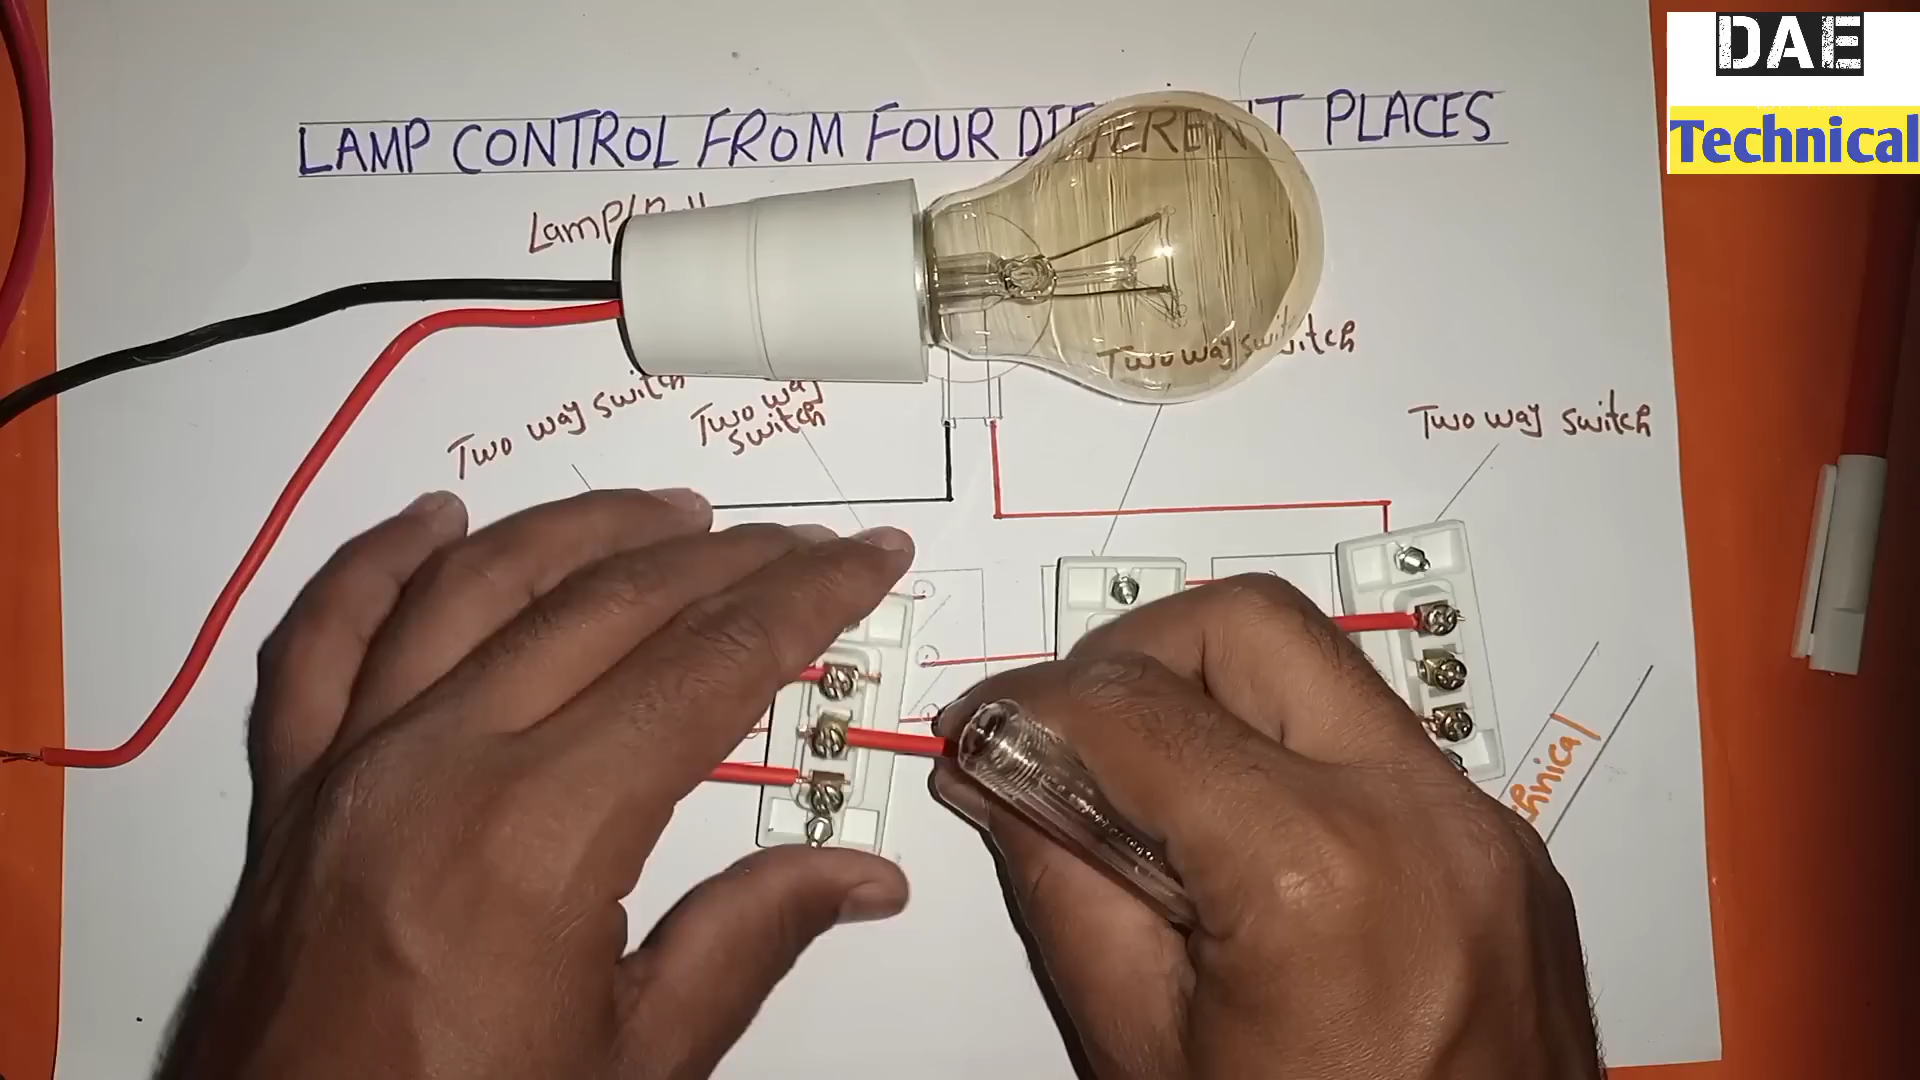 DAE
Technical
LAMP CONTROL FROM FOUR DIFFERENT PLACES
Two way switch
Two way switch
Two way
switch
Two way switch